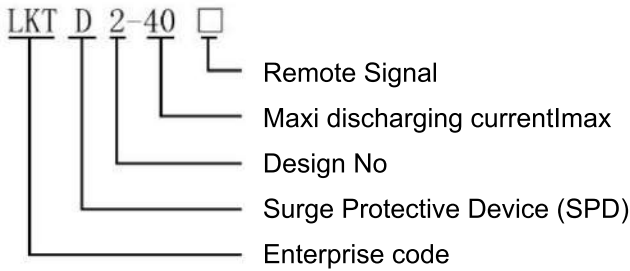 LKT D 2-40 □
Remote Signal
Maxi discharging currentImax
Design No
Surge Protective Device (SPD)
Enterprise code